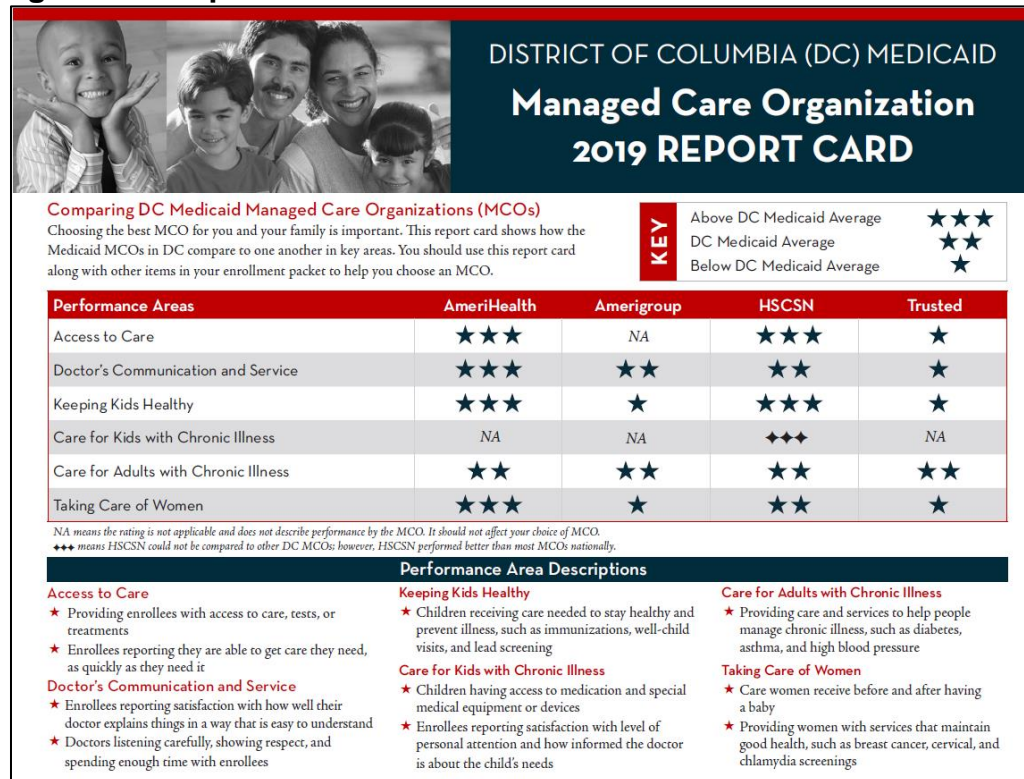 DISTRICT OF COLUMBIA (DC) MEDICAID
Managed Care Organization
2019 REPORT CARD
Comparing DC Medicaid Managed Care Organizations (MCOs)
Choosing the best MCO for you and your family is important. This report card shows how the
Medicaid MCOs in DC compare to one another in key areas. You should use this report card
along with other items in your enrollment packet to help you choose an MCO.
KEY
Above DC Medicaid Average ★★★
DC Medicaid Average ★★
Below DC Medicaid Average ★
Performance Areas AmeriHealth Amerigroup HSCSN Trusted
Access to Care ★★★ NA ★★★ ★
Doctor's Communication and Service ★★★ ★★ ★★ ★
Keeping Kids Healthy ★★★ ★ ★★★ ★
Care for Kids with Chronic Illness NA NA ✦✦✦ NA
Care for Adults with Chronic Illness ★★ ★★ ★★ ★★
Taking Care of Women ★★★ ★ ★★ ★
NA means the rating is not applicable and does not describe performance by the MCO. It should not affect your choice of MCO.
✦✦✦ means HSCSN could not be compared to other DC MCOs; however, HSCSN performed better than most MCOs nationally.
Performance Area Descriptions
Access to Care
★ Providing enrollees with access to care, tests, or
treatments
★ Enrollees reporting they are able to get care they need,
as quickly as they need it
Doctor's Communication and Service
★ Enrollees reporting satisfaction with how well their
doctor explains things in a way that is easy to understand
★ Doctors listening carefully, showing respect, and
spending enough time with enrollees
Keeping Kids Healthy
★ Children receiving care needed to stay healthy and
prevent illness, such as immunizations, well-child
visits, and lead screening
Care for Kids with Chronic Illness
★ Children having access to medication and special
medical equipment or devices
★ Enrollees reporting satisfaction with level of
personal attention and how informed the doctor
is about the child's needs
Care for Adults with Chronic Illness
★ Providing care and services to help people
manage chronic illness, such as diabetes,
asthma, and high blood pressure
Taking Care of Women
★ Care women receive before and after having
a baby
★ Providing women with services that maintain
good health, such as breast cancer, cervical, and
chlamydia screenings